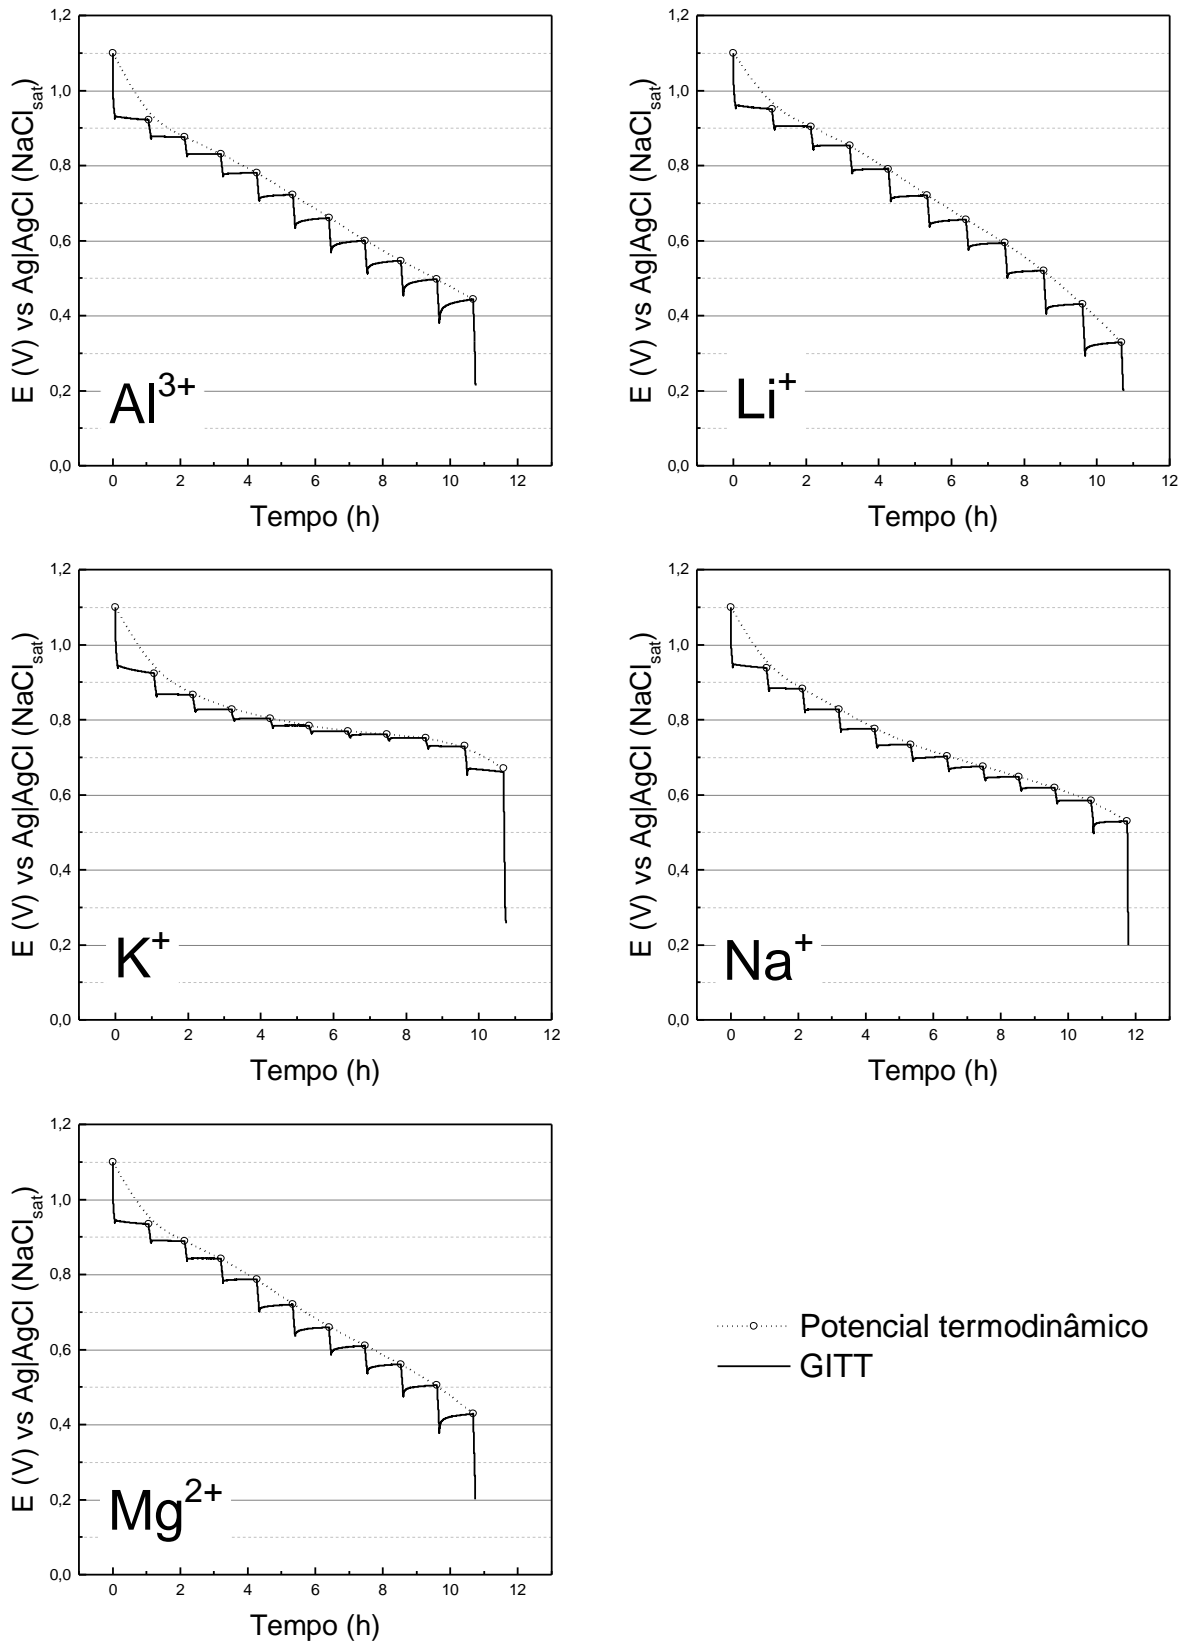 1,2
1,0
0,8
0,6
0,4
0,2
0,0
E (V) vs Ag|AgCl (NaCl_sat)
Al³⁺
0 2 4 6 8 10 12
Tempo (h)
1,2
1,0
0,8
0,6
0,4
0,2
0,0
E (V) vs Ag|AgCl (NaCl_sat)
Li⁺
0 2 4 6 8 10 12
Tempo (h)
1,2
1,0
0,8
0,6
0,4
0,2
0,0
E (V) vs Ag|AgCl (NaCl_sat)
K⁺
0 2 4 6 8 10 12
Tempo (h)
1,2
1,0
0,8
0,6
0,4
0,2
0,0
E (V) vs Ag|AgCl (NaCl_sat)
Na⁺
0 2 4 6 8 10 12
Tempo (h)
1,2
1,0
0,8
0,6
0,4
0,2
0,0
E (V) vs Ag|AgCl (NaCl_sat)
Mg²⁺
0 2 4 6 8 10 12
Tempo (h)
Potencial termodinâmico
GITT